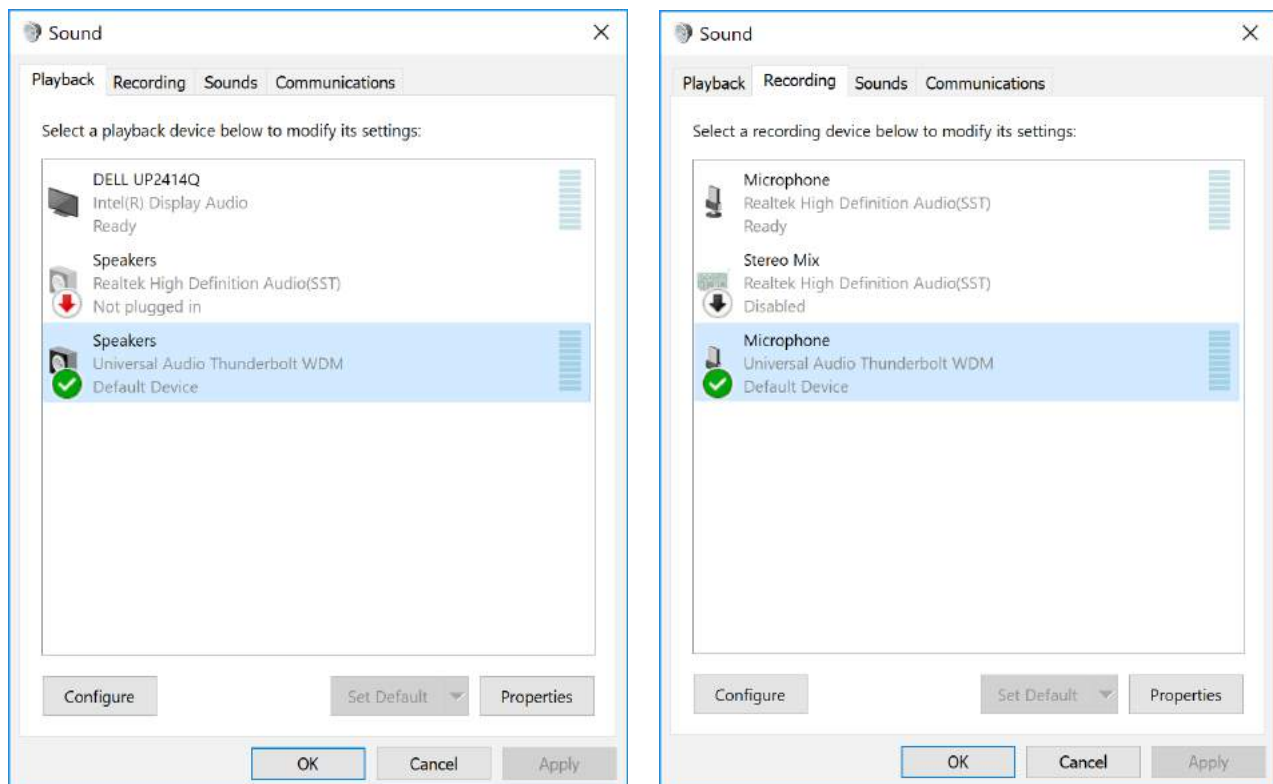 Sound
Playback Recording Sounds Communications
Select a playback device below to modify its settings:
DELL UP2414Q
Intel(R) Display Audio
Ready
Speakers
Realtek High Definition Audio(SST)
Not plugged in
Speakers
Universal Audio Thunderbolt WDM
Default Device
Configure Set Default Properties
OK Cancel Apply
Sound
Playback Recording Sounds Communications
Select a recording device below to modify its settings:
Microphone
Realtek High Definition Audio(SST)
Ready
Stereo Mix
Realtek High Definition Audio(SST)
Disabled
Microphone
Universal Audio Thunderbolt WDM
Default Device
Configure Set Default Properties
OK Cancel Apply